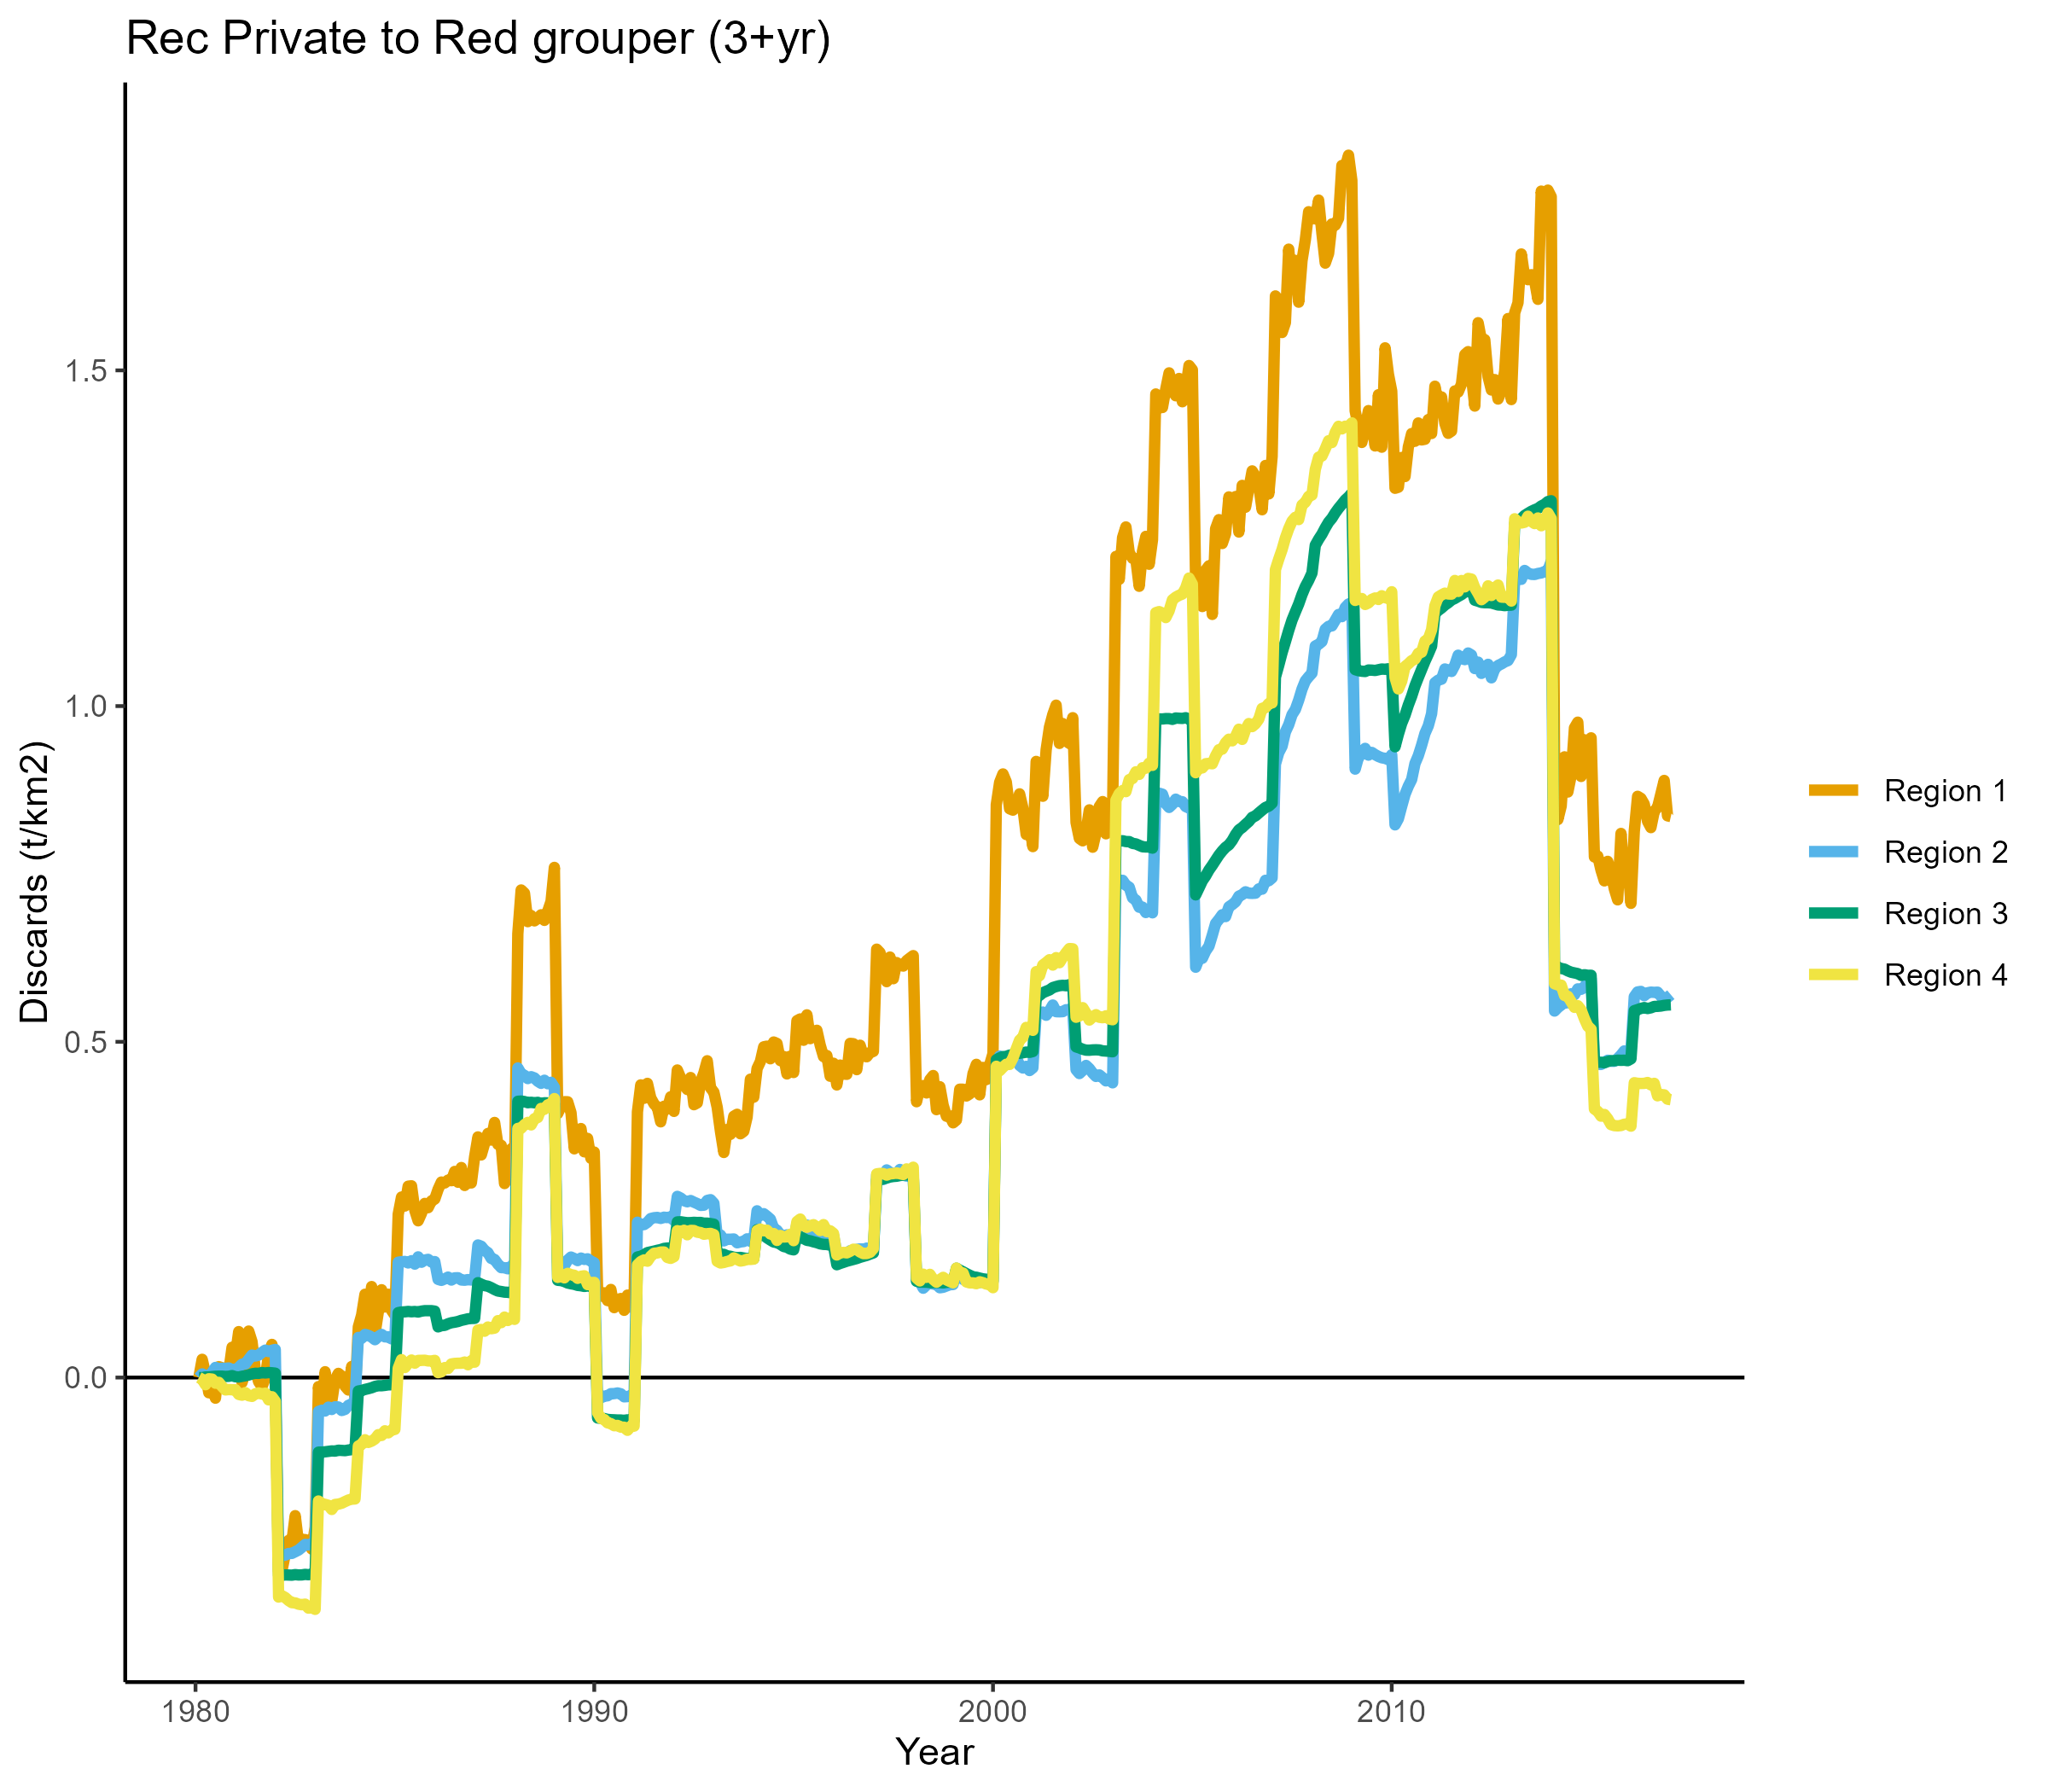 Rec Private to Red grouper (3+yr)
Discards (t/km2)
1.5
1.0
0.5
0.0
1980 1990 2000 2010
Year
Region 1
Region 2
Region 3
Region 4